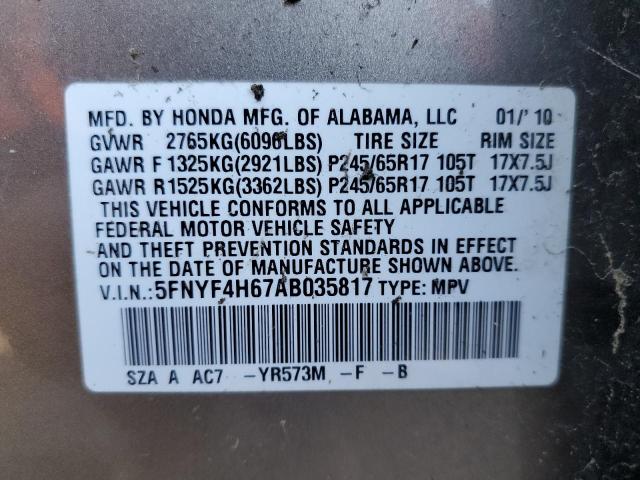 MFD. BY HONDA MFG. OF ALABAMA, LLC 01/'10
GVWR 2765KG(6096LBS) TIRE SIZE RIM SIZE
GAWR F1325KG(2921LBS) P245/65R17 105T 17X7.5J
GAWR R1525KG(3362LBS) P245/65R17 105T 17X7.5J
THIS VEHICLE CONFORMS TO ALL APPLICABLE
FEDERAL MOTOR VEHICLE SAFETY
AND THEFT PREVENTION STANDARDS IN EFFECT
ON THE DATE OF MANUFACTURE SHOWN ABOVE.
V.I.N.:5FNYF4H67AB035817 TYPE: MPV
SZA A AC7 -YR573M -F -B